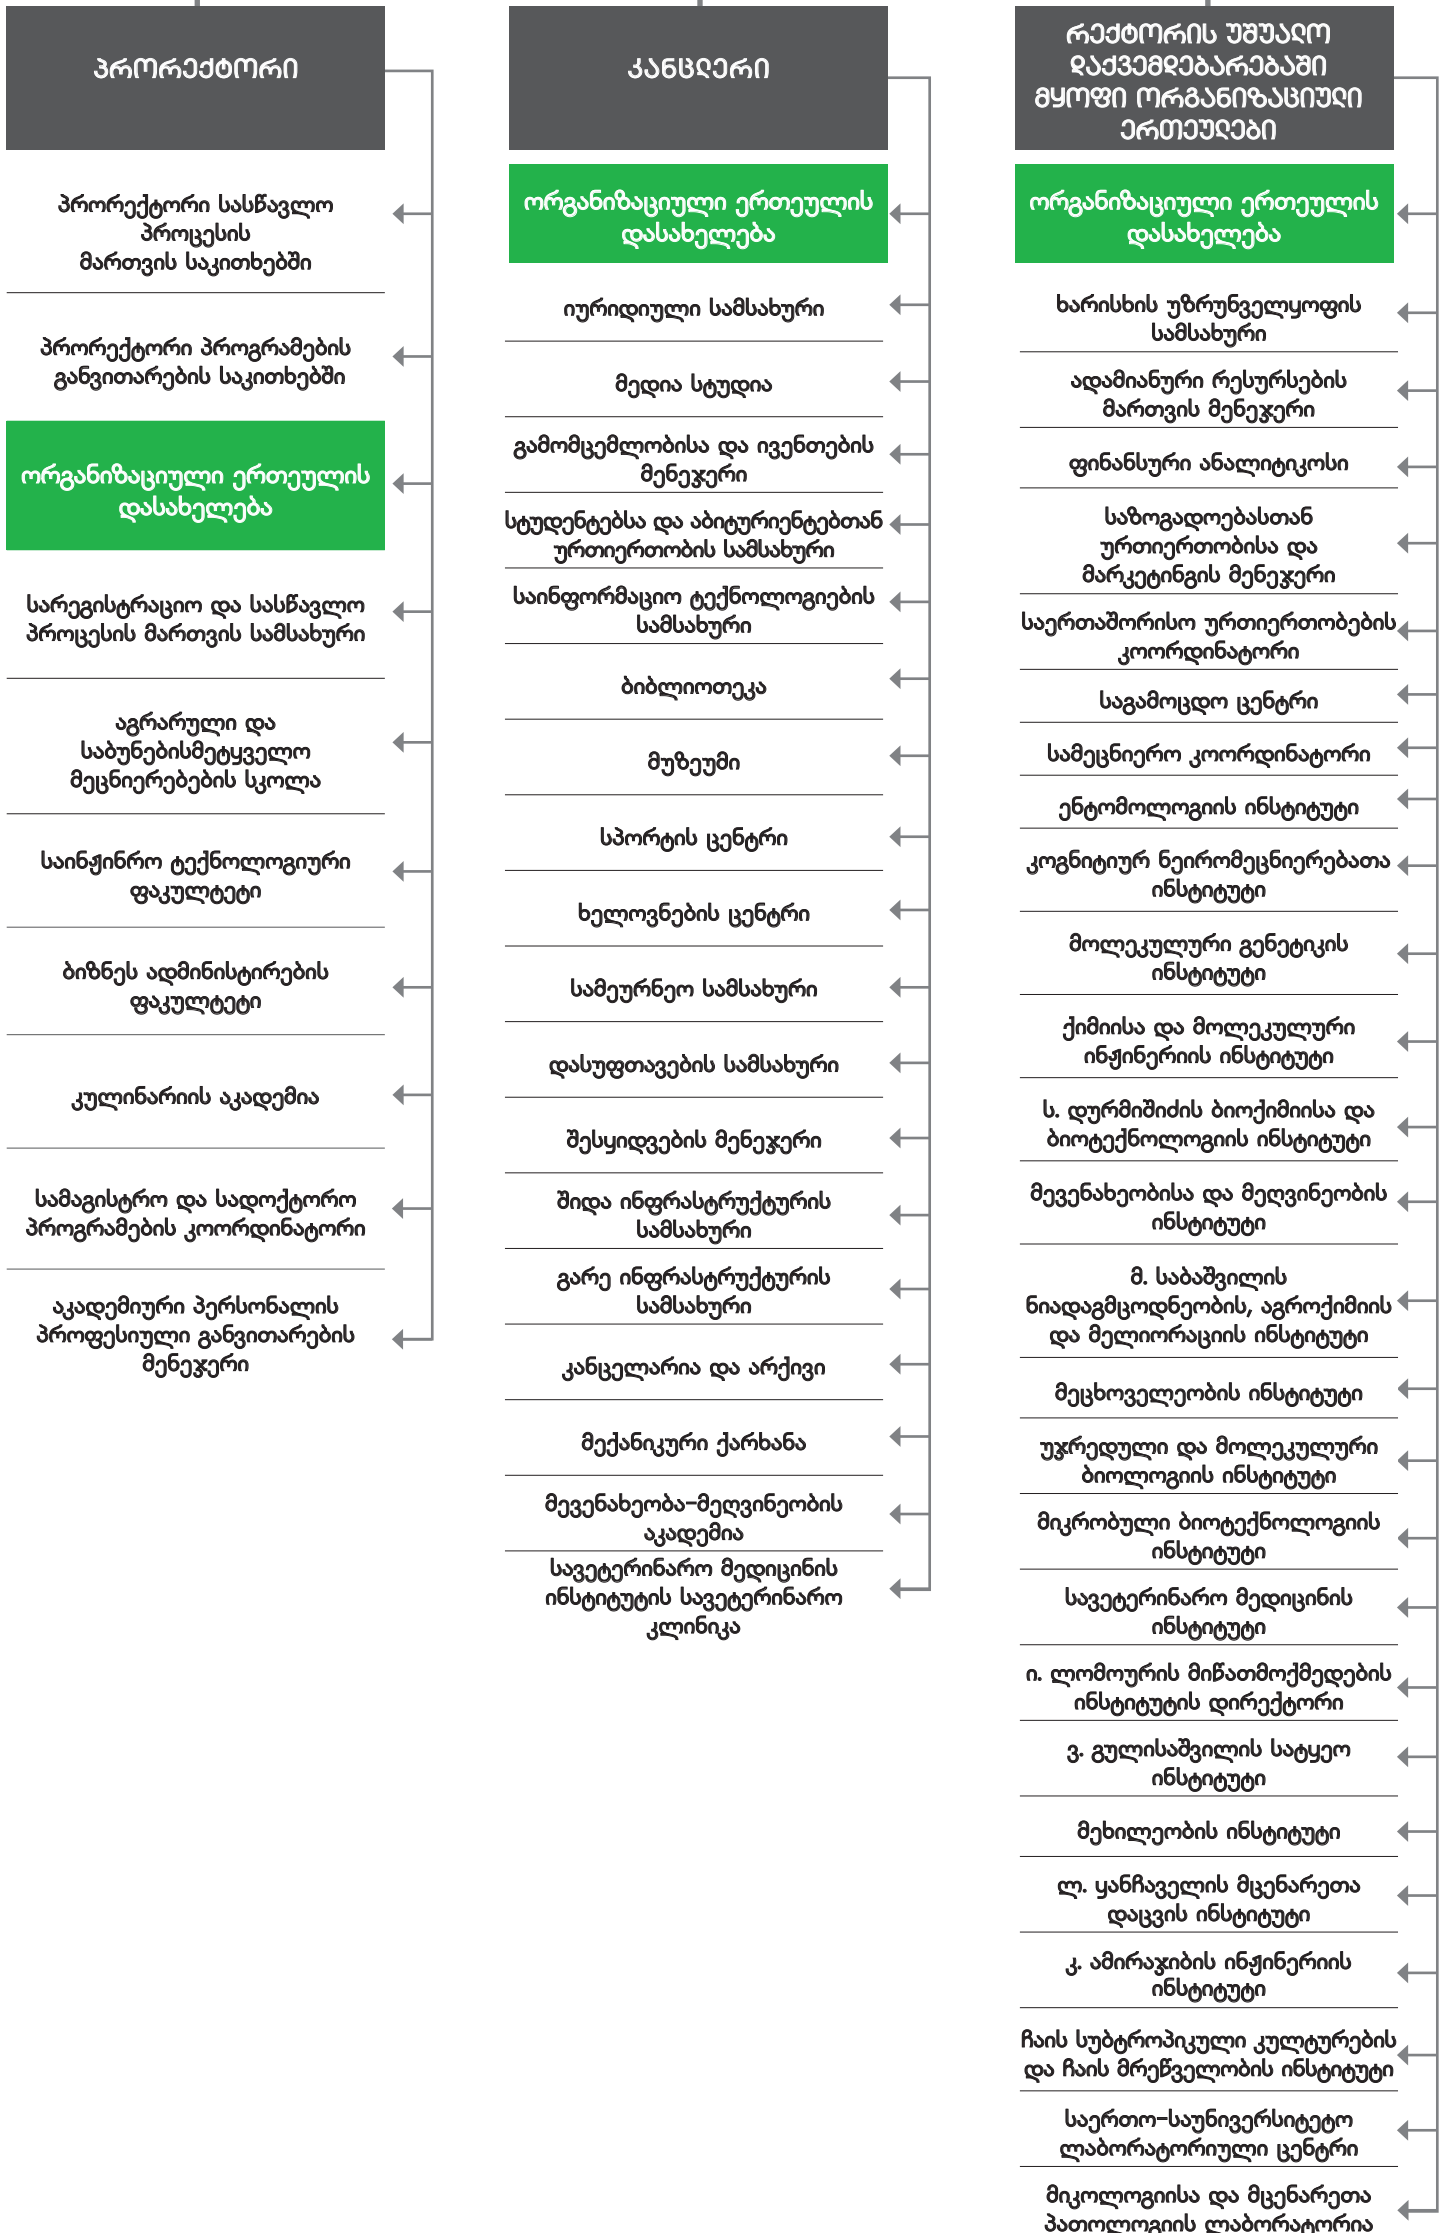 პრორექტორი
პრორექტორი სასწავლო
პროცესის
მართვის საკითხებში
პრორექტორი პროგრამების
განვითარების საკითხებში
ორგანიზაციული ერთეულის
დასახელება
სარეგისტრაციო და სასწავლო
პროცესის მართვის სამსახური
აგრარული და
საბუნებისმეტყველო
მეცნიერებების სკოლა
საინჟინრო ტექნოლოგიური
ფაკულტეტი
ბიზნეს ადმინისტირების
ფაკულტეტი
კულინარიის აკადემია
სამაგისტრო და სადოქტორო
პროგრამების კოორდინატორი
აკადემიური პერსონალის
პროფესიული განვითარების
მენეჯერი
კანცლერი
ორგანიზაციული ერთეულის
დასახელება
იურიდიული სამსახური
მედია სტუდია
გამომცემლობისა და ივენთების
მენეჯერი
სტუდენტებსა და აბიტურიენტებთან
ურთიერთობის სამსახური
საინფორმაციო ტექნოლოგიების
სამსახური
ბიბლიოთეკა
მუზეუმი
სპორტის ცენტრი
ხელოვნების ცენტრი
სამეურნეო სამსახური
დასუფთავების სამსახური
შესყიდვების მენეჯერი
შიდა ინფრასტრუქტურის
სამსახური
გარე ინფრასტრუქტურის
სამსახური
კანცელარია და არქივი
მექანიკური ქარხანა
მევენახეობა-მეღვინეობის
აკადემია
სავეტერინარო მედიცინის
ინსტიტუტის სავეტერინარო
კლინიკა
რექტორის უშუალო
დაქვემდებარებაში
მყოფი ორგანიზაციული
ერთეულები
ორგანიზაციული ერთეულის
დასახელება
ხარისხის უზრუნველყოფის
სამსახური
ადამიანური რესურსების
მართვის მენეჯერი
ფინანსური ანალიტიკოსი
საზოგადოებასთან
ურთიერთობისა და
მარკეტინგის მენეჯერი
საერთაშორისო ურთიერთობების
კოორდინატორი
საგამოცდო ცენტრი
სამეცნიერო კოორდინატორი
ენტომოლოგიის ინსტიტუტი
კოგნიტიურ ნეირომეცნიერებათა
ინსტიტუტი
მოლეკულური გენეტიკის
ინსტიტუტი
ქიმიისა და მოლეკულური
ინჟინერიის ინსტიტუტი
ს. დურმიშიძის ბიოქიმიისა და
ბიოტექნოლოგიის ინსტიტუტი
მევენახეობისა და მეღვინეობის
ინსტიტუტი
მ. საბაშვილის
ნიადაგმცოდნეობის, აგროქიმიის
და მელიორაციის ინსტიტუტი
მეცხოველეობის ინსტიტუტი
უჯრედული და მოლეკულური
ბიოლოგიის ინსტიტუტი
მიკრობული ბიოტექნოლოგიის
ინსტიტუტი
სავეტერინარო მედიცინის
ინსტიტუტი
ი. ლომოურის მიწათმოქმედების
ინსტიტუტის დირექტორი
ვ. გულისაშვილის სატყეო
ინსტიტუტი
მეხილეობის ინსტიტუტი
ლ. ყანჩაველის მცენარეთა
დაცვის ინსტიტუტი
კ. ამირაჯიბის ინჟინერიის
ინსტიტუტი
ჩაის სუბტროპიკული კულტურების
და ჩაის მრეწველობის ინსტიტუტი
საერთო-საუნივერსიტეტო
ლაბორატორიული ცენტრი
მიკოლოგიისა და მცენარეთა
პათოლოგიის ლაბორატორია